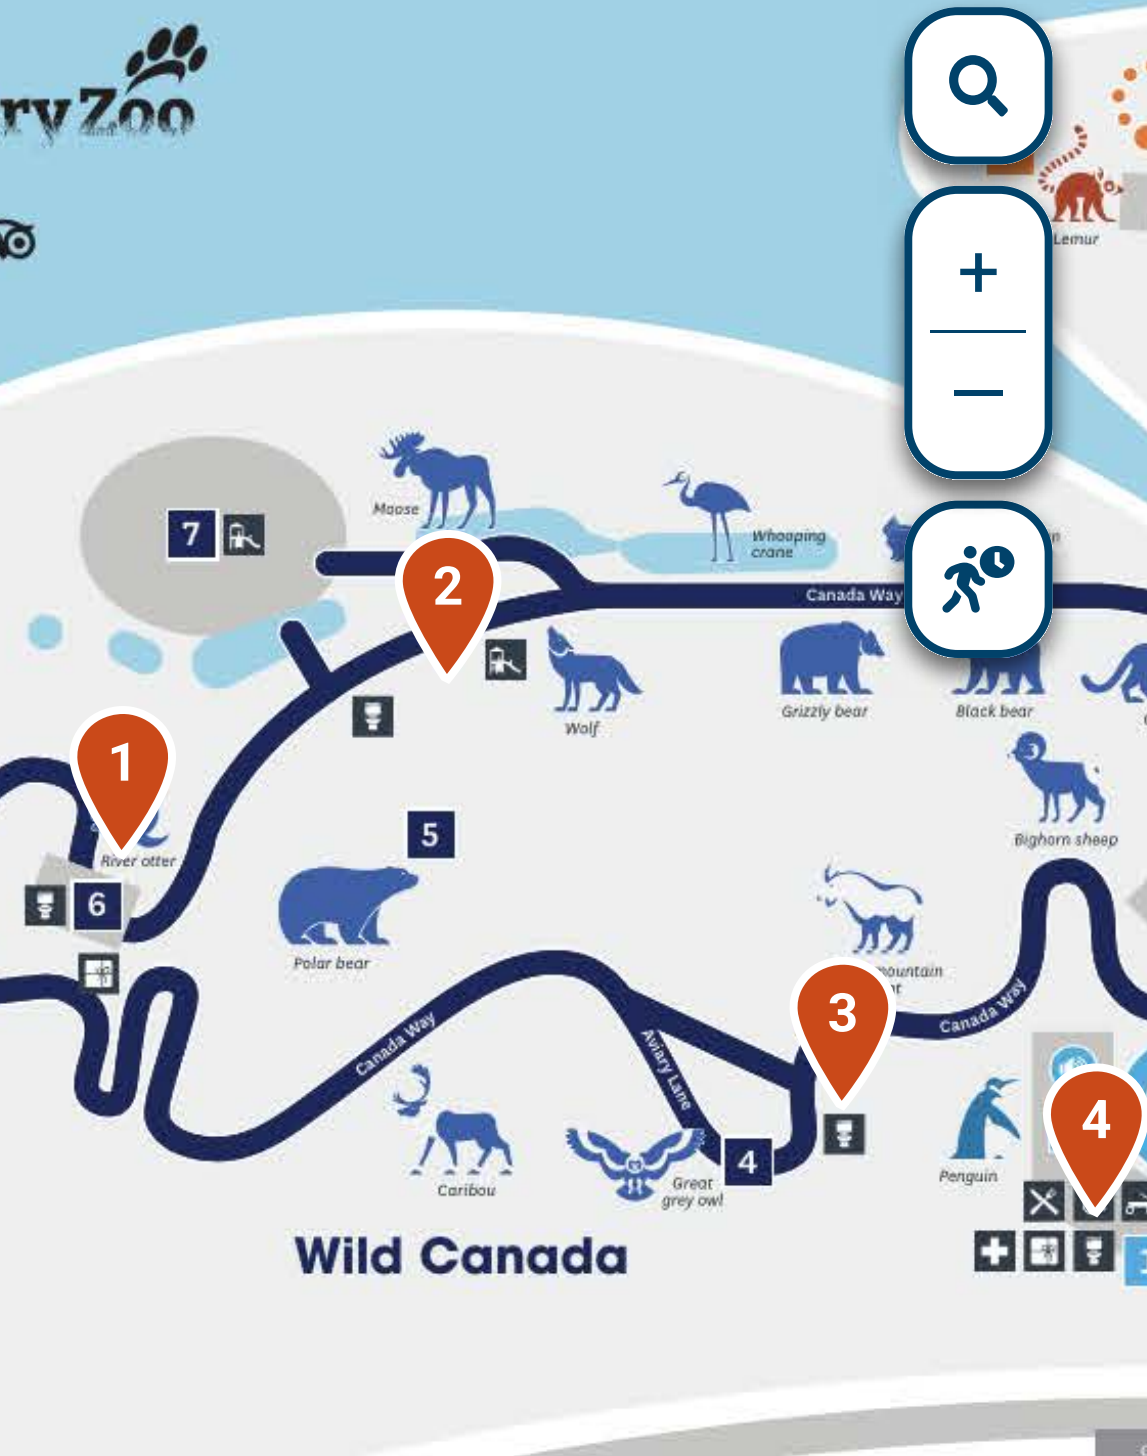 ry Zoo
Lemur
+
−
Moose
7
Whooping
crane
2
Canada Way
Wolf
Grizzly bear
Black bear
1
Bighorn sheep
5
River otter
6
Polar bear
mountain
3
Canada Way
Canada Way
Aviary Lane
4
Penguin
4
Caribou
Great
grey owl
Wild Canada